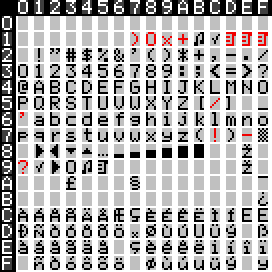 0 1 2 3 4 5 6 7 8 9 A B C D E F
0
1 ) O × + ♪ √
2 ! " # $ % & ' ( ) * + , - . /
3 0 1 2 3 4 5 6 7 8 9 : ; < = > ?
4 @ A B C D E F G H I J K L M N O
5 P Q R S T U V W X Y Z [ / ]
6 ' a b c d e f g h i j k l m n o
7 p q r s t u v w x y z ( ! ) ~
8 Ž
9 ? √ ž
A £ §
B ¿
C À Á Â Ã Ä Å Æ Ç È É Ê Ë Ì Í Î Ï
D Ñ Ò Ó Ô Õ Ö × Ø Ù Ú Û Ü
E à á â ã ä å æ ç è é ê ë ì í î ï
F ñ ò ó ô õ ö ø ù ú û ü ÿ